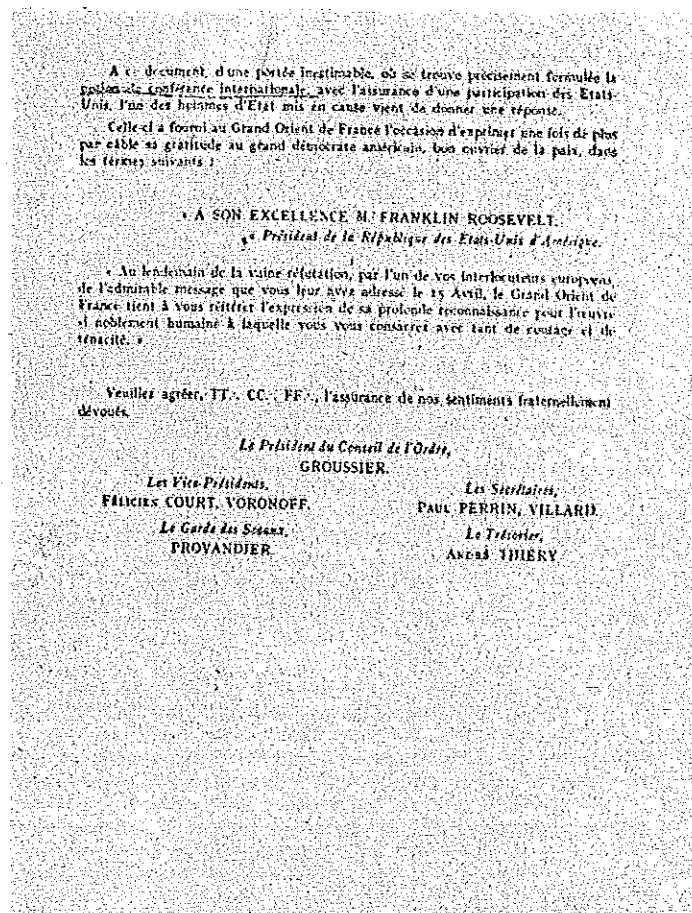 A ce document, d'une portée inestimable, où se trouve précisément formulée la
notion de conférence internationale, avec l'assurance d'une participation des Etats-
Unis, l'un des hommes d'Etat mis en cause vient de donner une réponse.
Celle-ci a fourni au Grand Orient de France l'occasion d'exprimer une fois de plus
par câble sa gratitude au grand démocrate américain, bon ouvrier de la paix, dans
les termes suivants :
« A SON EXCELLENCE M. FRANKLIN ROOSEVELT,
« Président de la République des Etats-Unis d'Amérique.
« Au lendemain de la vaine réfutation, par l'un de vos interlocuteurs européens,
de l'admirable message que vous leur avez adressé le 15 Avril, le Grand Orient de
France tient à vous réitérer l'expression de sa profonde reconnaissance pour l'œuvre
si noblement humaine à laquelle vous vous consacrez avec tant de courage et de
ténacité. »
Veuillez agréer, TT∴ CC∴ FF∴, l'assurance de nos sentiments fraternellement
dévoués.
Le Président du Conseil de l'Ordre,
GROUSSIER.
Les Vice-Présidents,
FÉLICIEN COURT, VORONOFF.
Les Secrétaires,
PAUL PERRIN, VILLARD.
Le Garde des Sceaux,
PROVANDIER.
Le Trésorier,
ANDRÉ THIÉRY